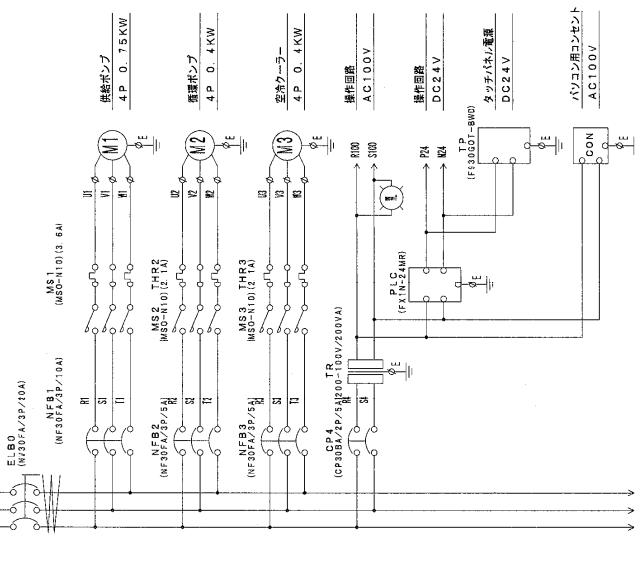 供給ポンプ
4P 0.75KW
循環ポンプ
4P 0.4KW
空冷クーラー
4P 0.4KW
操作回路
AC100V
操作回路
DC24V
タッチパネル電源
DC24V
パソコン用コンセント
AC100V
M1
E
M2
E
M3
E
R100
S100
P24
N24
TP
(F930GOT-BWD)
E
CON
E
U1
V1
W1
U2
V2
W2
U3
V3
W3
MS1
(MSO-N10)(3.6A)
MS2 THR2
(MSO-N10)(2.1A)
MS3 THR3
(MSO-N10)(2.1A)
PLC
(FX1N-24MR)
E
ELB0
(NV30FA/3P/10A)
NFB1
(NF30FA/3P/10A)
R1
S1
T1
NFB2
(NF30FA/3P/5A)
R2
S2
T2
NFB3
(NF30FA/3P/5A)
R3
S3
T3
CP4
(CP30BA/2P/5A)
TR
200-100V/200VA)
R4
S4
E